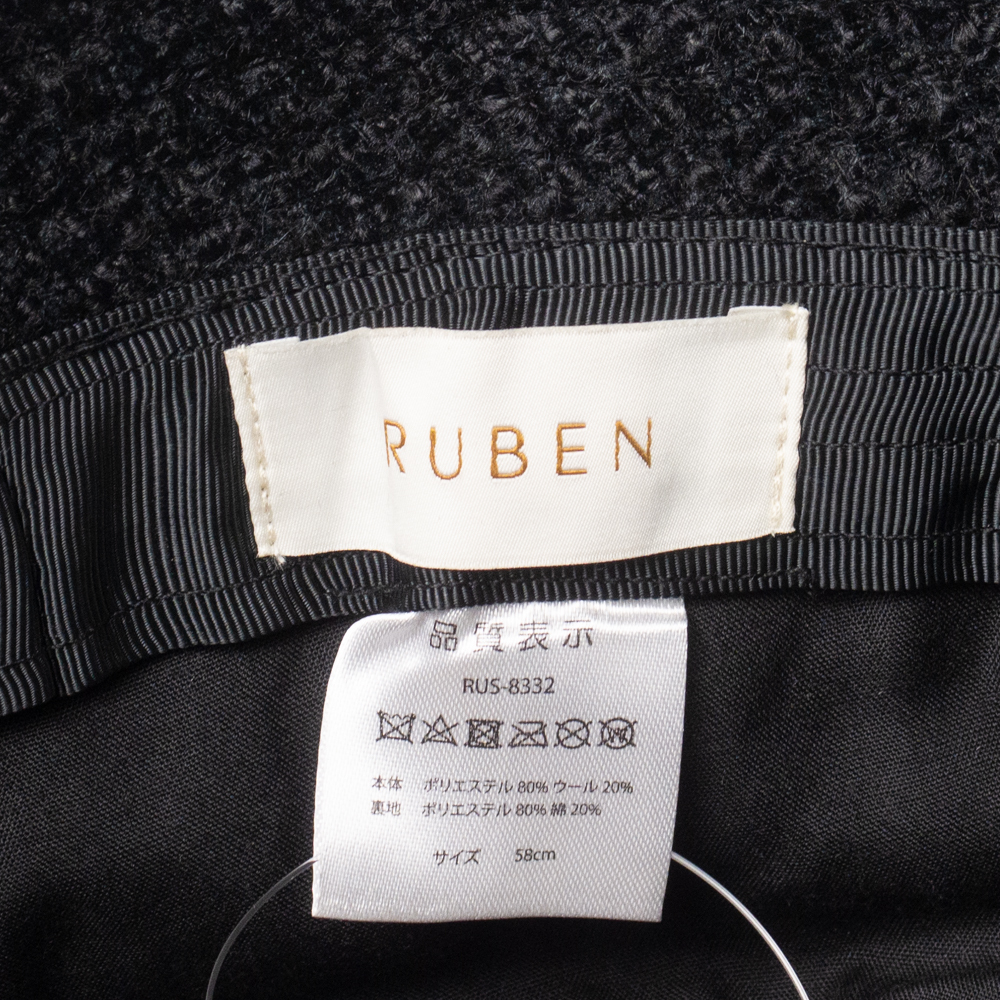 RUBEN
品質表示
RUS-8332
本体 ポリエステル 80% ウール 20%
裏地 ポリエステル 80% 綿 20%
サイズ 58cm